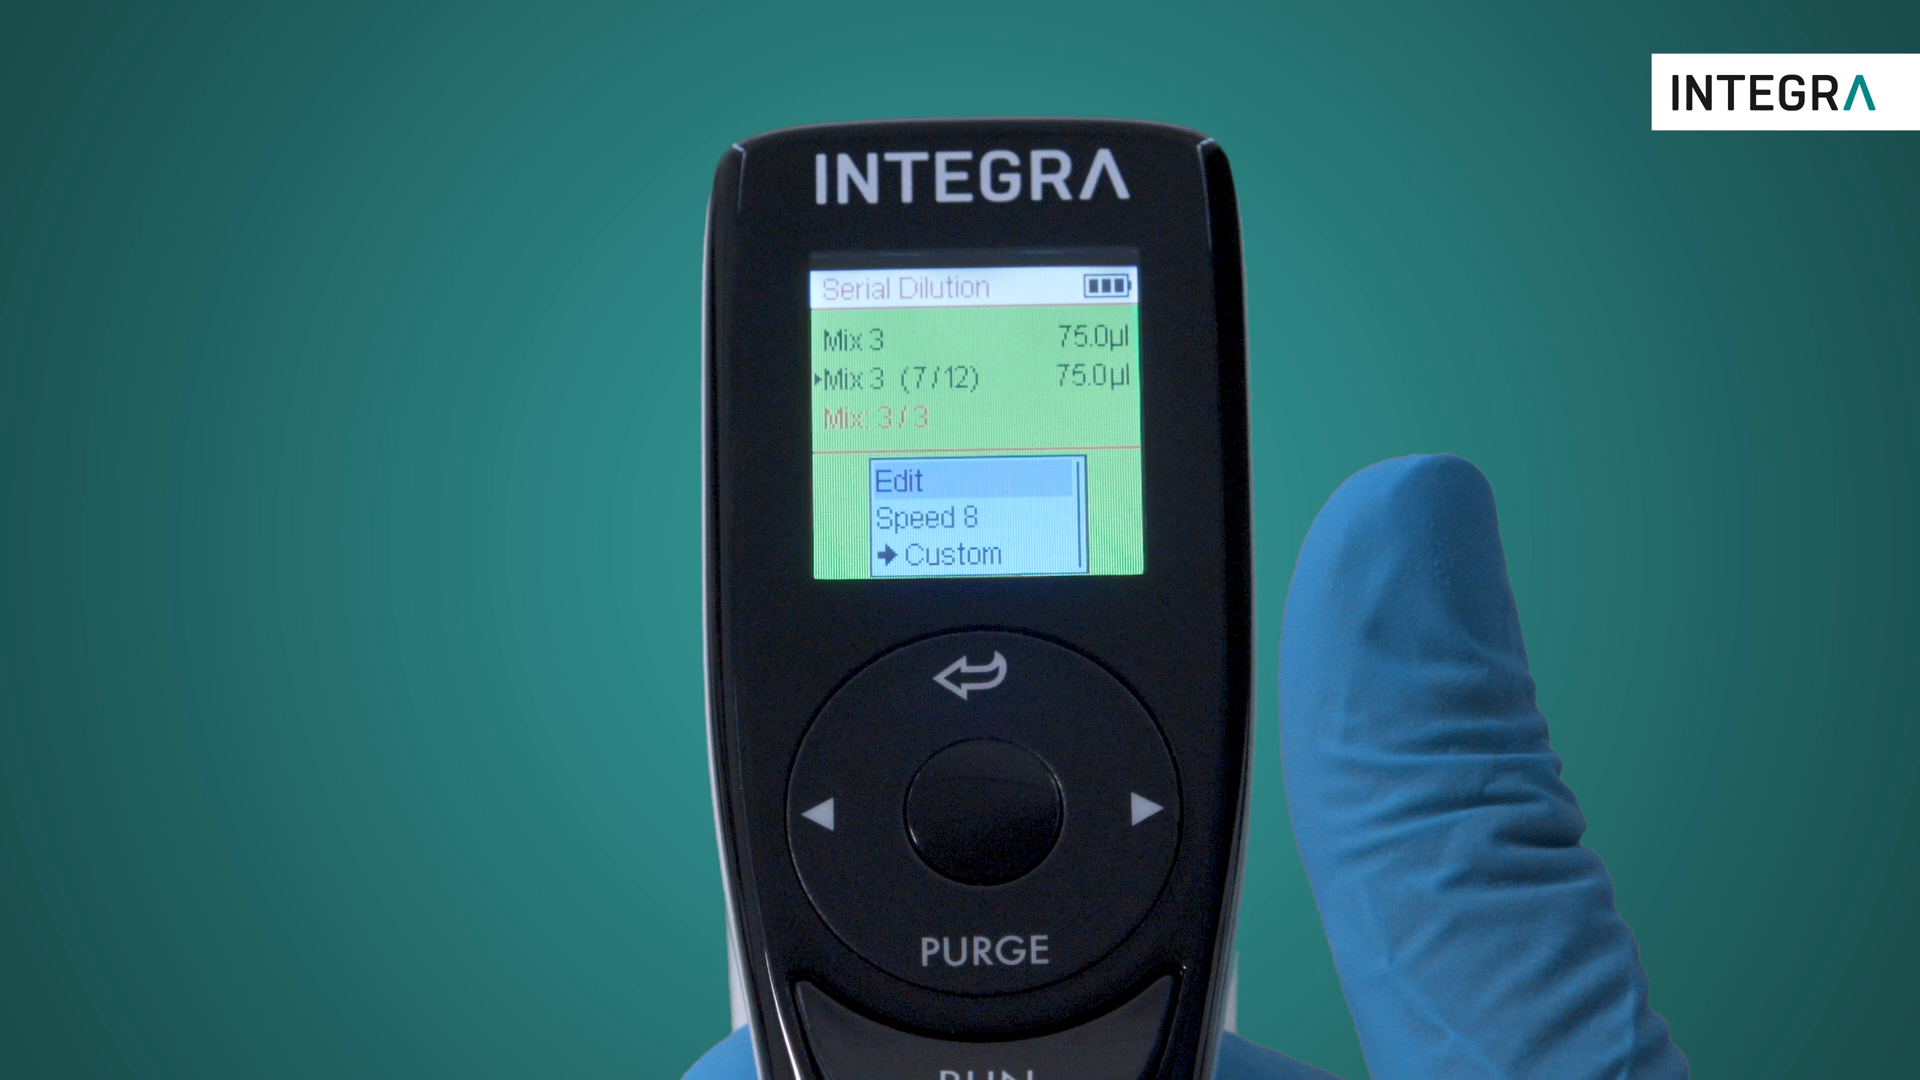 INTEGRA
INTEGRA
Serial Dilution
Mix 3 75.0µl
▸Mix 3 (7/12) 75.0µl
Mix: 3 / 3
Edit
Speed 8
➔ Custom
PURGE
RUN